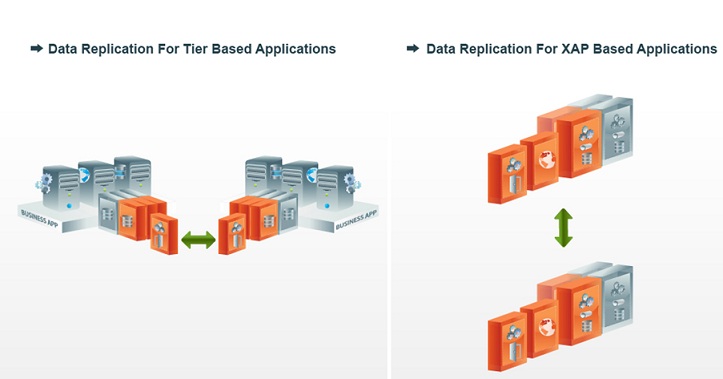 Data Replication For Tier Based Applications
Data Replication For XAP Based Applications
BUSINESS APP
BUSINESS APP